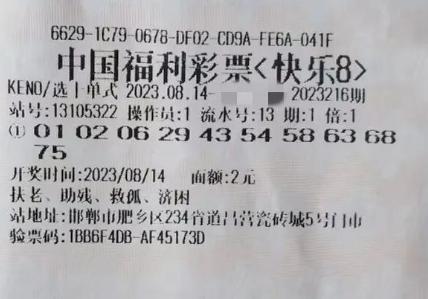 6629-1C79-0678-DF02-CD9A-FE6A-041F
中国福利彩票<快乐8>
KENO/选十单式 2023.08.14- 2023216期
站号:13105322 操作员:1 流水号:13 期:1 倍:1
① 01 02 06 29 43 54 58 63 68
75
开奖时间:2023/08/14 面额:2元
扶老、助残、救孤、济困
站地址:邯郸市肥乡区234省道吕营瓷砖城5号门市
验票码:1BB6F4DB-AF45173D